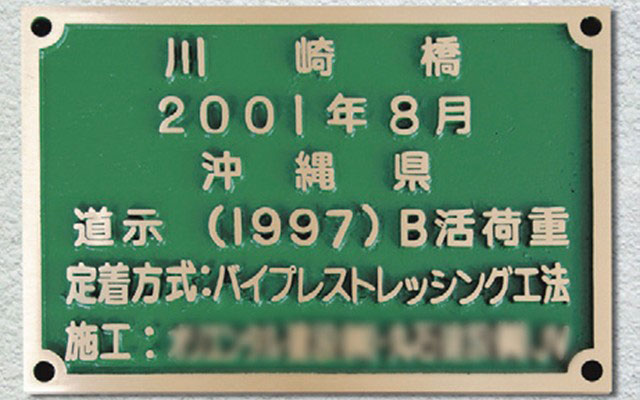 川崎橋
2001年8月
沖縄県
道示 (1997) B活荷重
定着方式:バイプレストレッシング工法
施工: